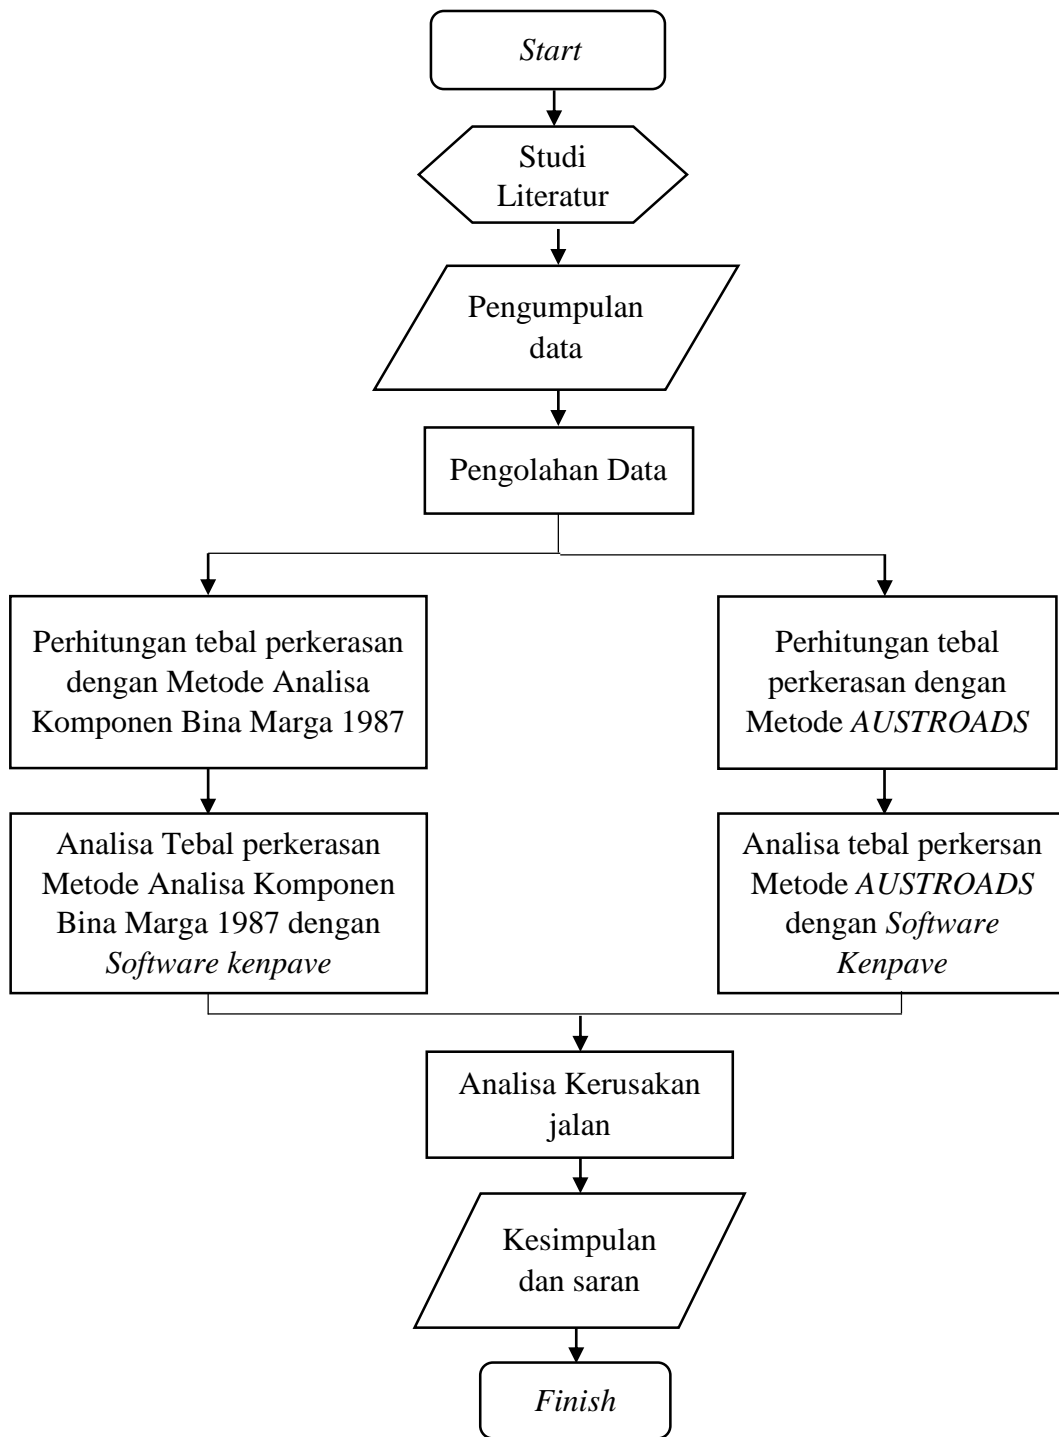 Start
Studi
Literatur
Pengumpulan
data
Pengolahan Data
Perhitungan tebal perkerasan
dengan Metode Analisa
Komponen Bina Marga 1987
Perhitungan tebal
perkerasan dengan
Metode AUSTROADS
Analisa Tebal perkerasan
Metode Analisa Komponen
Bina Marga 1987 dengan
Software kenpave
Analisa tebal perkersan
Metode AUSTROADS
dengan Software
Kenpave
Analisa Kerusakan
jalan
Kesimpulan
dan saran
Finish